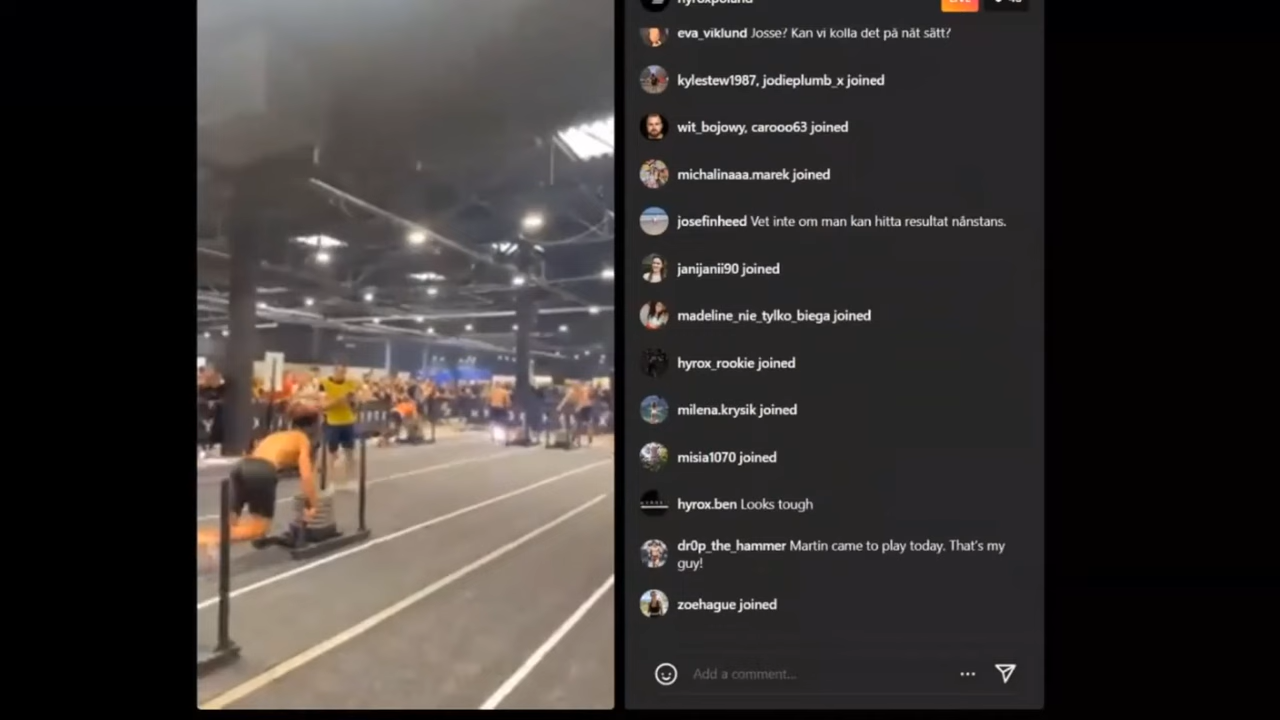 hyroxpoland
LIVE
eva_viklund Josse? Kan vi kolla det på nåt sätt?
kylestew1987, jodieplumb_x joined
wit_bojowy, carooo63 joined
michalinaaa.marek joined
josefinheed Vet inte om man kan hitta resultat nånstans.
janijanii90 joined
madeline_nie_tylko_biega joined
hyrox_rookie joined
milena.krysik joined
misia1070 joined
hyrox.ben Looks tough
dr0p_the_hammer Martin came to play today. That's my
guy!
zoehague joined
Add a comment...